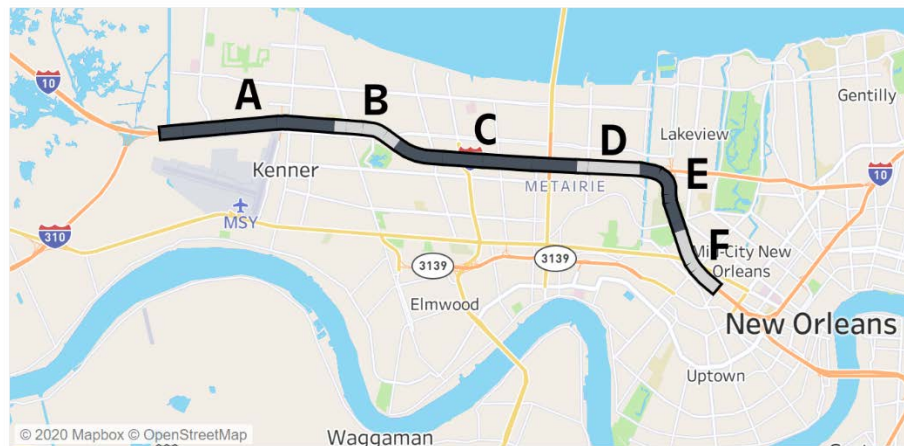 10
Gentilly
A
B
C
D
E
F
Lakeview
10
10
Kenner
METAIRIE
MSY
310
Mid-City New
Orleans
3139
3139
Elmwood
New Orleans
Uptown
© 2020 Mapbox © OpenStreetMap
Waggaman